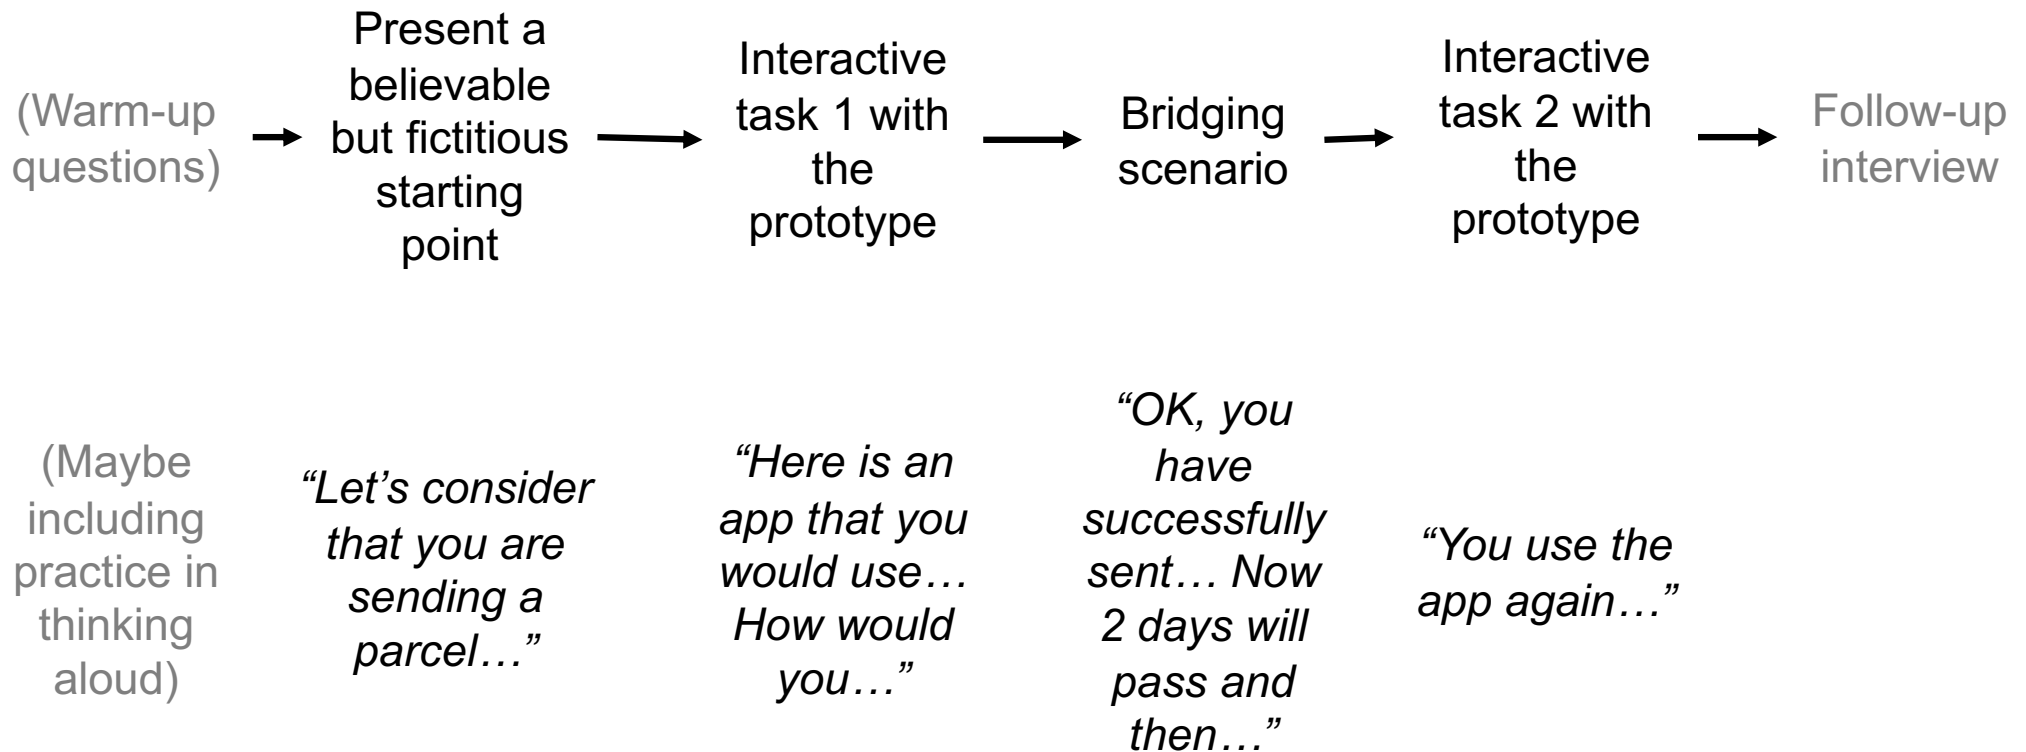 (Warm-up
questions)
Present a
believable
but fictitious
starting
point
Interactive
task 1 with
the
prototype
Bridging
scenario
Interactive
task 2 with
the
prototype
Follow-up
interview
(Maybe
including
practice in
thinking
aloud)
“Let’s consider
that you are
sending a
parcel…”
“Here is an
app that you
would use…
How would
you…”
“OK, you
have
successfully
sent… Now
2 days will
pass and
then…”
“You use the
app again…”